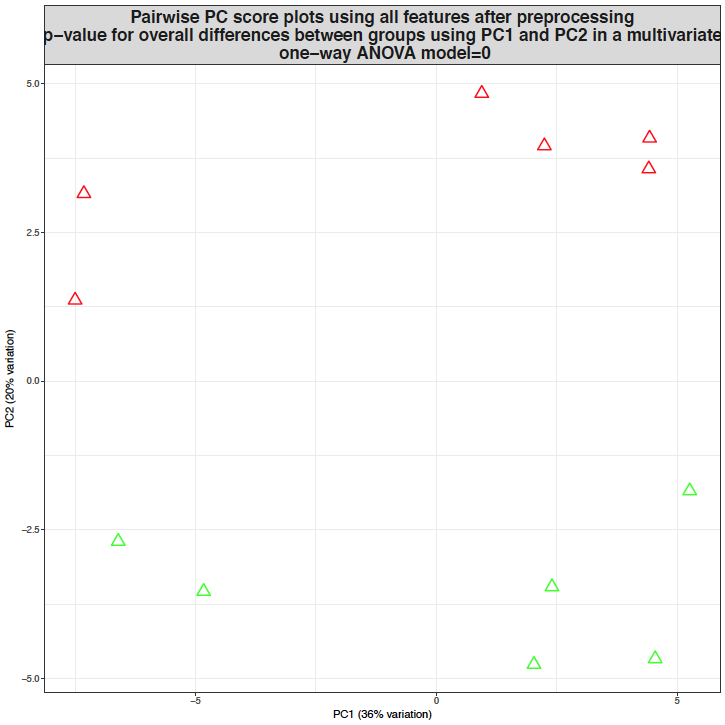 Pairwise PC score plots using all features after preprocessing
p−value for overall differences between groups using PC1 and PC2 in a multivariate
one−way ANOVA model=0
5.0
2.5
0.0
−2.5
−5.0
PC2 (20% variation)
−5
0
5
PC1 (36% variation)